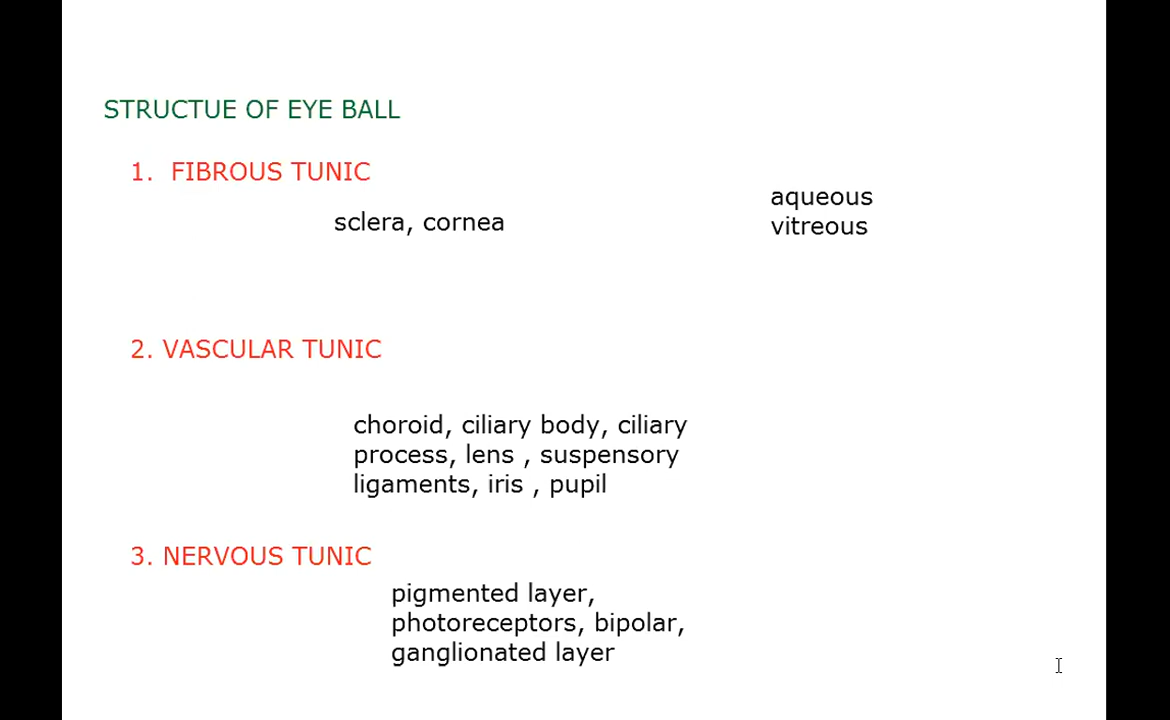 STRUCTUE OF EYE BALL
1. FIBROUS TUNIC
sclera, cornea
aqueous
vitreous
2. VASCULAR TUNIC
choroid, ciliary body, ciliary
process, lens , suspensory
ligaments, iris , pupil
3. NERVOUS TUNIC
pigmented layer,
photoreceptors, bipolar,
ganglionated layer